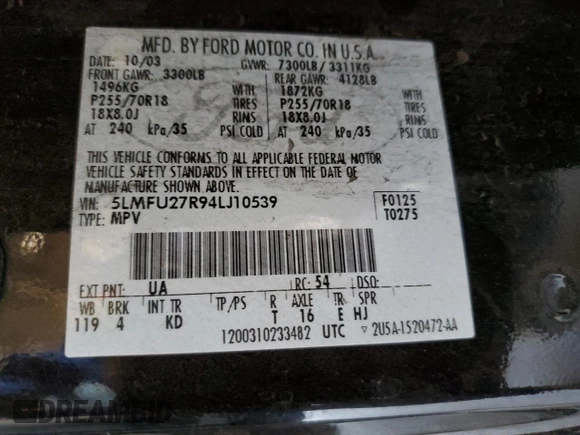 MFD. BY FORD MOTOR CO. IN U.S.A.
DATE: 10/03 GVWR: 7300LB / 3311KG
FRONT GAWR: 3300LB REAR GAWR: 4128LB
1496KG WITH 1872KG WITH
P255/70R18 TIRES P255/70R18 TIRES
18X8.0J RIMS 18X8.0J RIMS
AT 240 kPa/35 PSI COLD AT 240 kPa/35 PSI COLD
THIS VEHICLE CONFORMS TO ALL APPLICABLE FEDERAL MOTOR
VEHICLE SAFETY STANDARDS IN EFFECT ON THE DATE OF
MANUFACTURE SHOWN ABOVE.
VIN: 5LMFU27R94LJ10539 F0125
TYPE: MPV T0275
EXT PNT: UA RC: 54 DSO:
WB BRK INT TR TP/PS R AXLE TR SPR
119 4 KD T 16 E HJ
1200310233482 UTC ▽ 2U5A-1520472-AA
DREAMBID